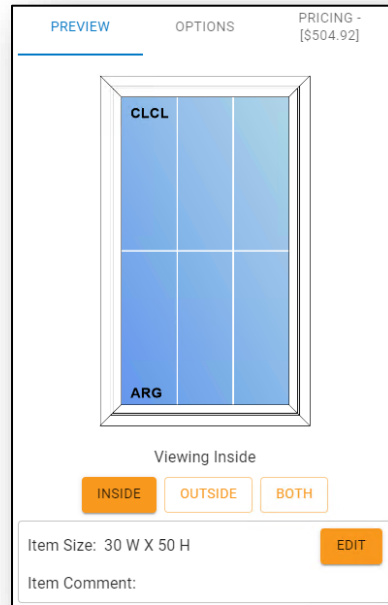 PREVIEW
OPTIONS
PRICING -
[$504.92]
CLCL
ARG
Viewing Inside
INSIDE
OUTSIDE
BOTH
Item Size: 30 W X 50 H
EDIT
Item Comment: